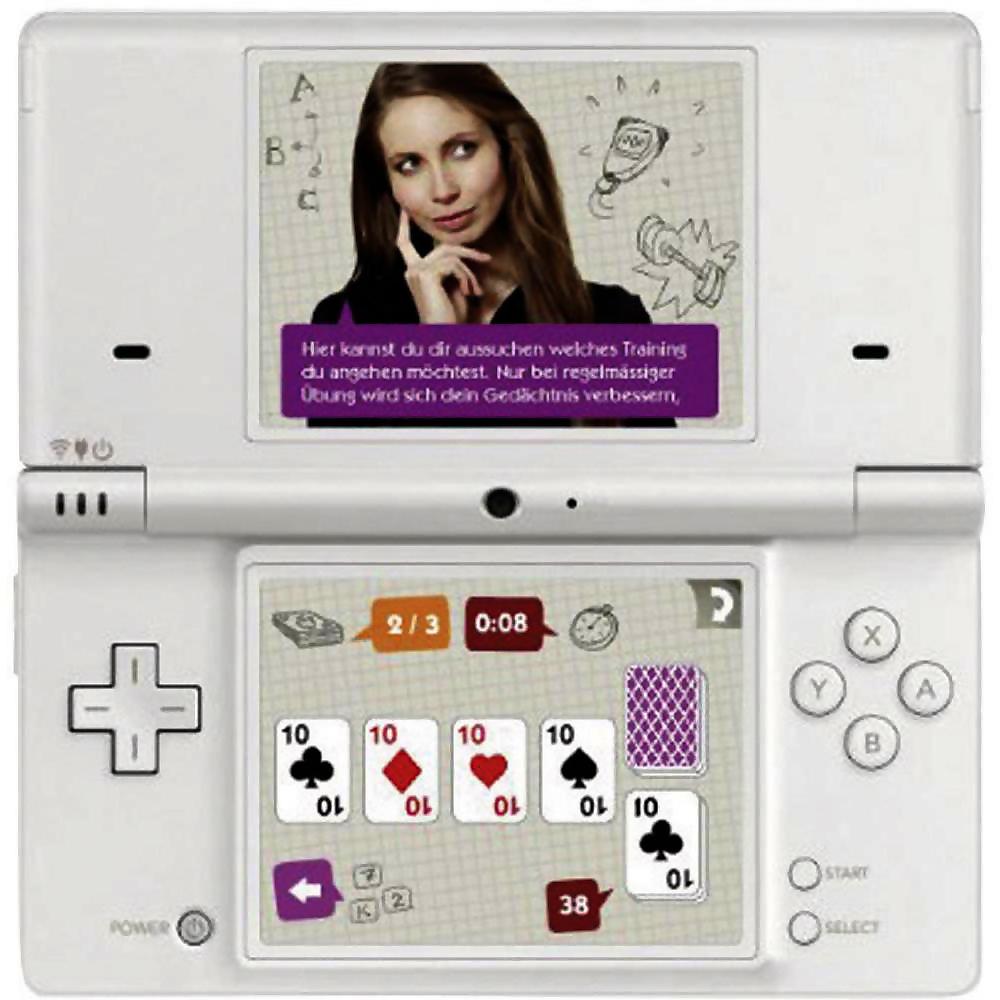 A
B
C
Hier kannst du dir aussuchen welches Training
du angehen möchtest. Nur bei regelmässiger
Übung wird sich dein Gedächtnis verbessern,
2 / 3
0:08
10
10
10
10
10
10
10
10
10
10
7
K
2
38
X
Y
A
B
START
SELECT
POWER